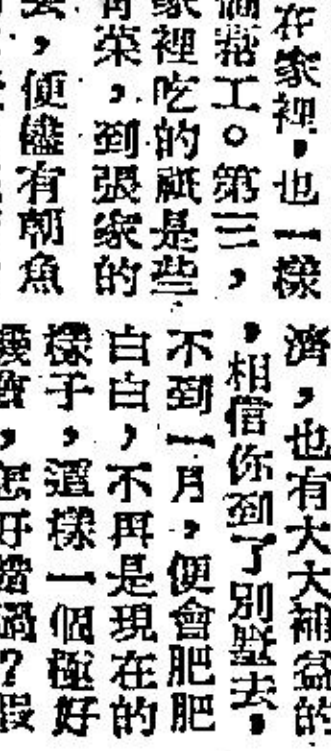 在家裡，也一樣
幫工。第三，
家裡吃的祇是些
青菜，到張家的
去，便儘有魚
濟，也有大大補益的
，相信你到了別墅去，
不到一月，便會肥肥
白白，不再是現在的
樣子，這樣一個極好
機會，怎好錯過？假